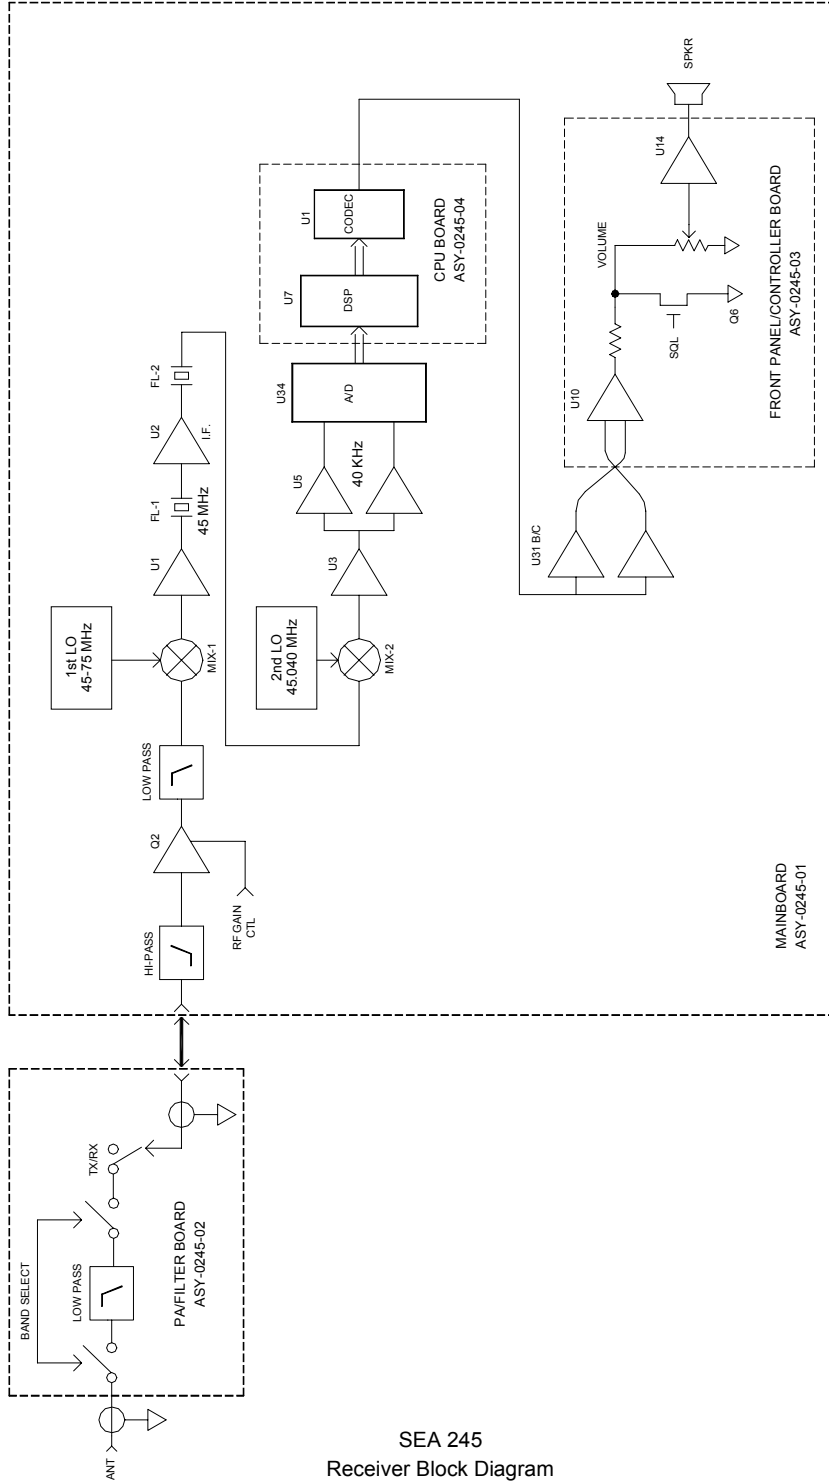 ANT
BAND SELECT
LOW PASS
TX/RX
PA/FILTER BOARD
ASY-0245-02
HI-PASS
RF GAIN
CTL
Q2
LOW PASS
1st LO
45-75 MHz
MIX-1
U1
FL-1
45 MHz
U2
I.F.
FL-2
2nd LO
45.040 MHz
MIX-2
U3
U5
40 KHz
U34
A/D
U7
DSP
U1
CODEC
CPU BOARD
ASY-0245-04
U31 B/C
U10
SQL
Q6
VOLUME
U14
SPKR
FRONT PANEL/CONTROLLER BOARD
ASY-0245-03
MAINBOARD
ASY-0245-01
SEA 245
Receiver Block Diagram